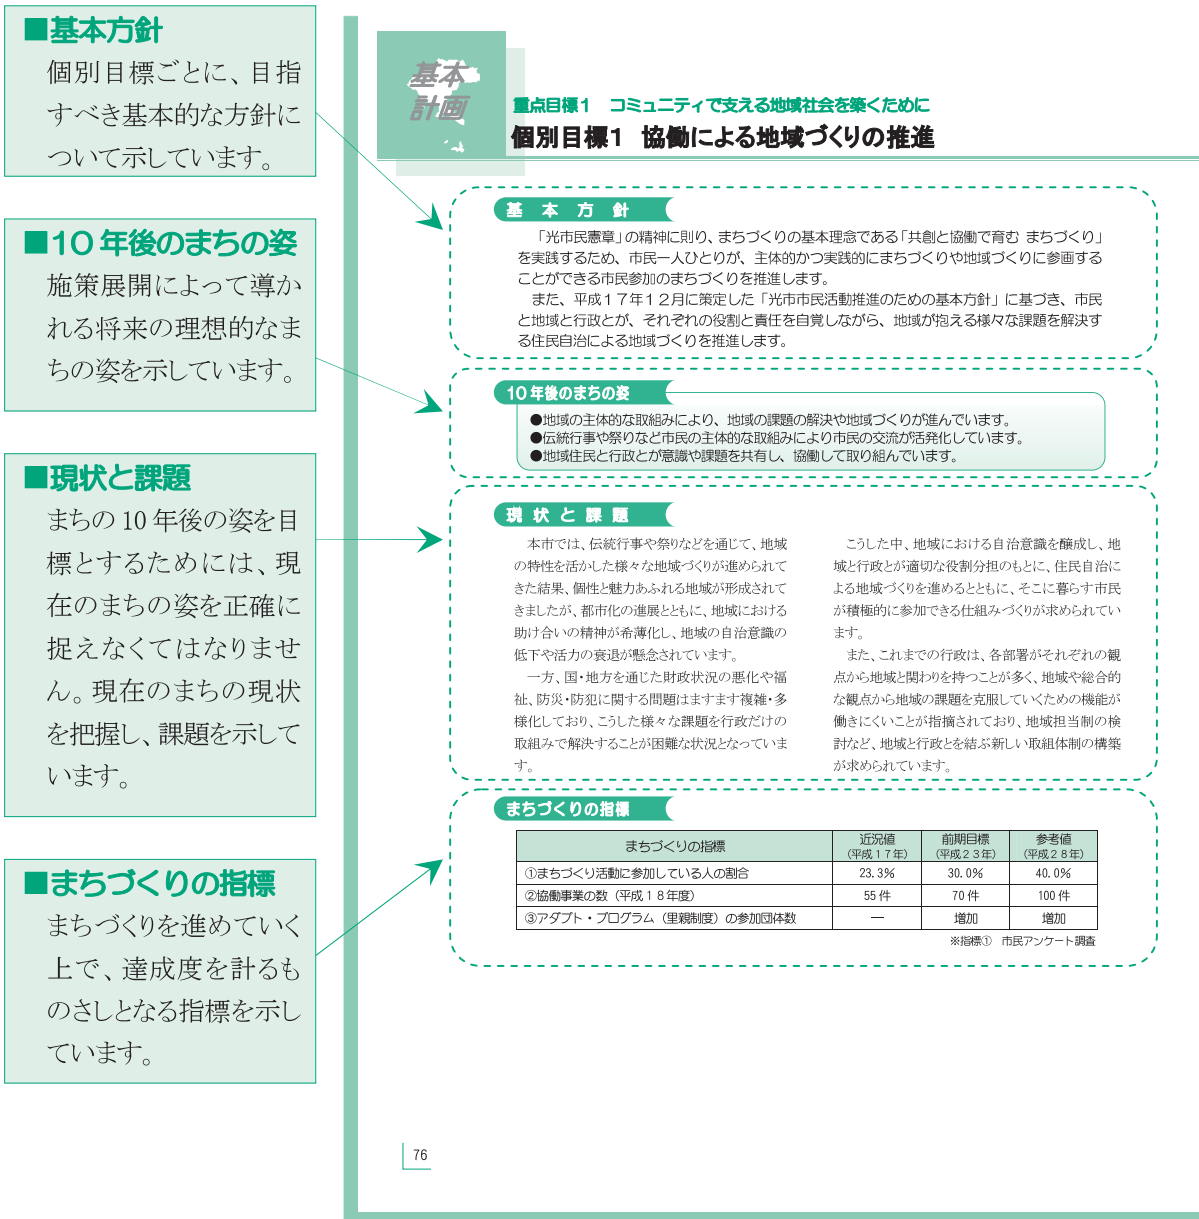 ■基本方針
個別目標ごとに、目指
すべき基本的な方針に
ついて示しています。
■10年後のまちの姿
施策展開によって導か
れる将来の理想的なま
ちの姿を示しています。
■現状と課題
まちの10年後の姿を目
標とするためには、現
在のまちの姿を正確に
捉えなくてはなりませ
ん。現在のまちの現状
を把握し、課題を示して
います。
■まちづくりの指標
まちづくりを進めていく
上で、達成度を計るも
のさしとなる指標を示し
ています。
基本
計画
重点目標1 コミュニティで支える地域社会を築くために
個別目標1 協働による地域づくりの推進
基本方針
「光市民憲章」の精神に則り、まちづくりの基本理念である「共創と協働で育む まちづくり」
を実践するため、市民一人ひとりが、主体的かつ実践的にまちづくりや地域づくりに参画する
ことができる市民参加のまちづくりを推進します。
また、平成17年12月に策定した「光市市民活動推進のための基本方針」に基づき、市民
と地域と行政とが、それぞれの役割と責任を自覚しながら、地域が抱える様々な課題を解決す
る住民自治による地域づくりを推進します。
10年後のまちの姿
●地域の主体的な取組みにより、地域の課題の解決や地域づくりが進んでいます。
●伝統行事や祭りなど市民の主体的な取組みにより市民の交流が活発化しています。
●地域住民と行政とが意識や課題を共有し、協働して取り組んでいます。
現状と課題
本市では、伝統行事や祭りなどを通じて、地域
の特性を活かした様々な地域づくりが進められて
きた結果、個性と魅力あふれる地域が形成されて
きましたが、都市化の進展とともに、地域における
助け合いの精神が希薄化し、地域の自治意識の
低下や活力の衰退が懸念されています。
一方、国・地方を通じた財政状況の悪化や福
祉、防災・防犯に関する問題はますます複雑・多
様化しており、こうした様々な課題を行政だけの
取組みで解決することが困難な状況となっていま
す。
こうした中、地域における自治意識を醸成し、地
域と行政とが適切な役割分担のもとに、住民自治に
よる地域づくりを進めるとともに、そこに暮らす市民
が積極的に参加できる仕組みづくりが求められてい
ます。
また、これまでの行政は、各部署がそれぞれの観
点から地域と関わりを持つことが多く、地域や総合的
な観点から地域の課題を克服していくための機能が
働きにくいことが指摘されており、地域担当制の検
討など、地域と行政とを結ぶ新しい取組体制の構築
が求められています。
まちづくりの指標
まちづくりの指標 近況値 前期目標 参考値
(平成17年) (平成23年) (平成28年)
①まちづくり活動に参加している人の割合 23.3% 30.0% 40.0%
②協働事業の数(平成18年度) 55件 70件 100件
③アダプト・プログラム(里親制度)の参加団体数 ― 増加 増加
※指標① 市民アンケート調査
76